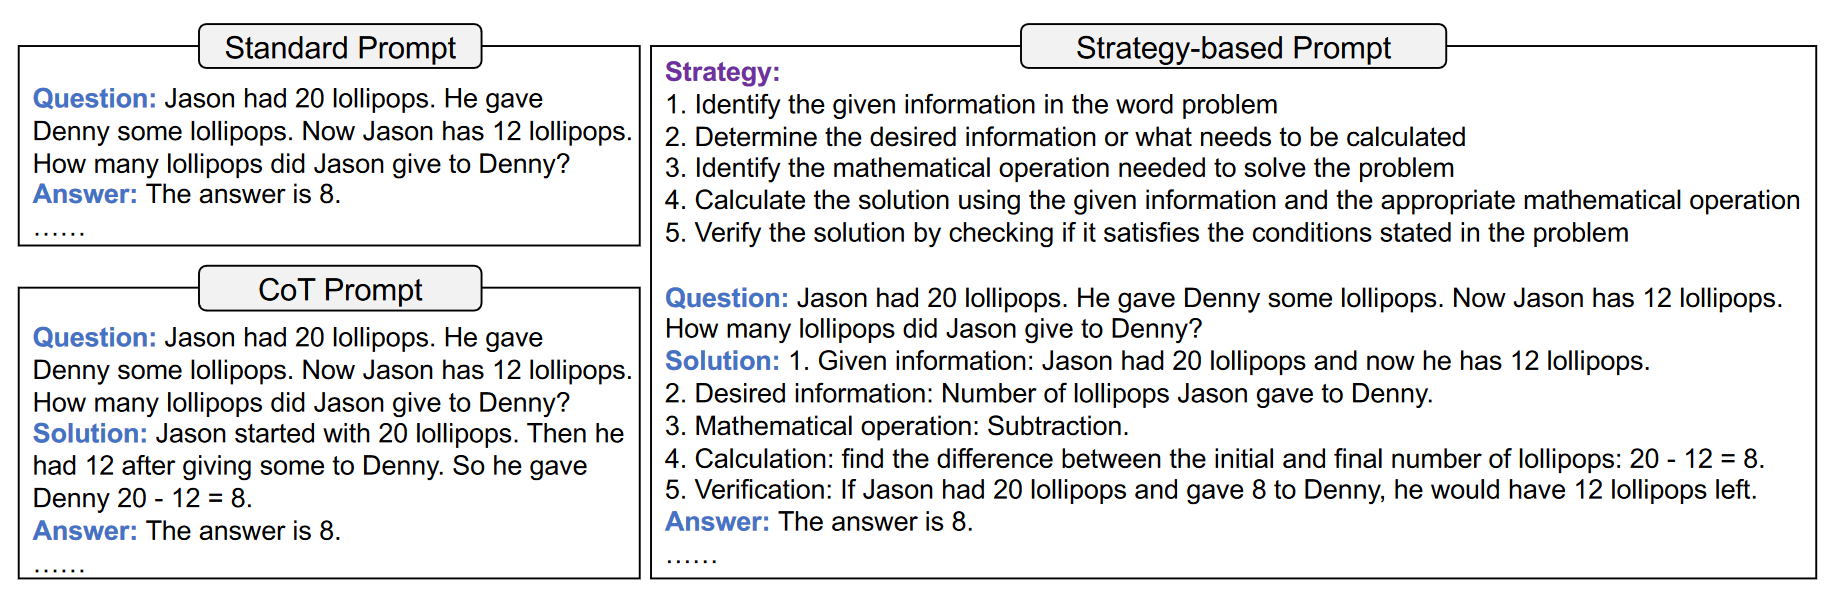 Standard Prompt
Question: Jason had 20 lollipops. He gave
Denny some lollipops. Now Jason has 12 lollipops.
How many lollipops did Jason give to Denny?
Answer: The answer is 8.
......
CoT Prompt
Question: Jason had 20 lollipops. He gave
Denny some lollipops. Now Jason has 12 lollipops.
How many lollipops did Jason give to Denny?
Solution: Jason started with 20 lollipops. Then he
had 12 after giving some to Denny. So he gave
Denny 20 - 12 = 8.
Answer: The answer is 8.
......
Strategy-based Prompt
Strategy:
1. Identify the given information in the word problem
2. Determine the desired information or what needs to be calculated
3. Identify the mathematical operation needed to solve the problem
4. Calculate the solution using the given information and the appropriate mathematical operation
5. Verify the solution by checking if it satisfies the conditions stated in the problem
Question: Jason had 20 lollipops. He gave Denny some lollipops. Now Jason has 12 lollipops.
How many lollipops did Jason give to Denny?
Solution: 1. Given information: Jason had 20 lollipops and now he has 12 lollipops.
2. Desired information: Number of lollipops Jason gave to Denny.
3. Mathematical operation: Subtraction.
4. Calculation: find the difference between the initial and final number of lollipops: 20 - 12 = 8.
5. Verification: If Jason had 20 lollipops and gave 8 to Denny, he would have 12 lollipops left.
Answer: The answer is 8.
......